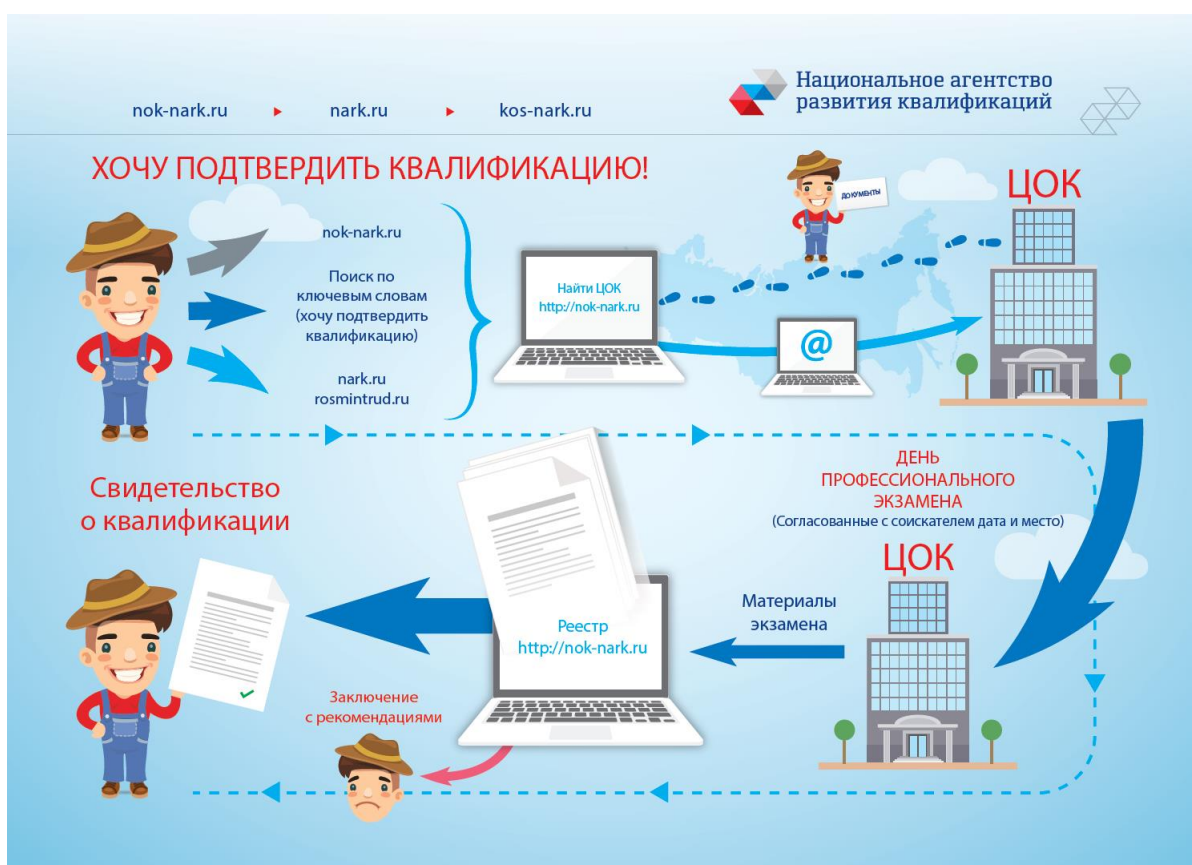 Национальное агентство
развития квалификаций
nok-nark.ru ► nark.ru ► kos-nark.ru
ХОЧУ ПОДТВЕРДИТЬ КВАЛИФИКАЦИЮ!
nok-nark.ru
Поиск по
ключевым словам
(хочу подтвердить
квалификацию)
nark.ru
rosmintrud.ru
Найти ЦОК
http://nok-nark.ru
ДОКУМЕНТЫ
@
ЦОК
ДЕНЬ
ПРОФЕССИОНАЛЬНОГО
ЭКЗАМЕНА
(Согласованные с соискателем дата и место)
ЦОК
Материалы
экзамена
Реестр
http://nok-nark.ru
Свидетельство
о квалификации
Заключение
с рекомендациями